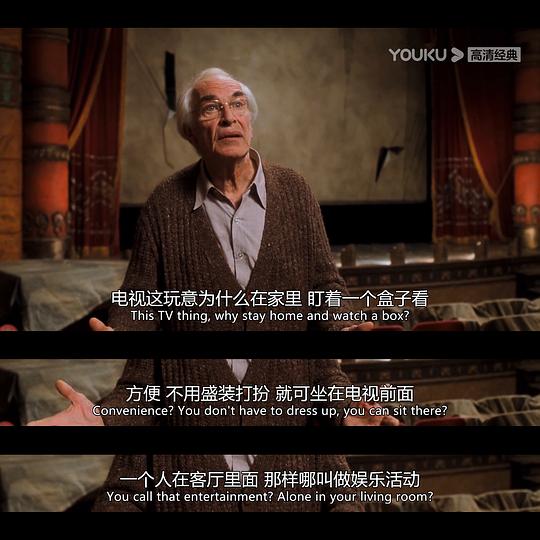 YOUKU 高清经典
电视这玩意为什么在家里 盯着一个盒子看
This TV thing, why stay home and watch a box?
方便 不用盛装打扮 就可坐在电视前面
Convenience? You don't have to dress up, you can sit there?
一个人在客厅里面 那样哪叫做娱乐活动
You call that entertainment? Alone in your living room?